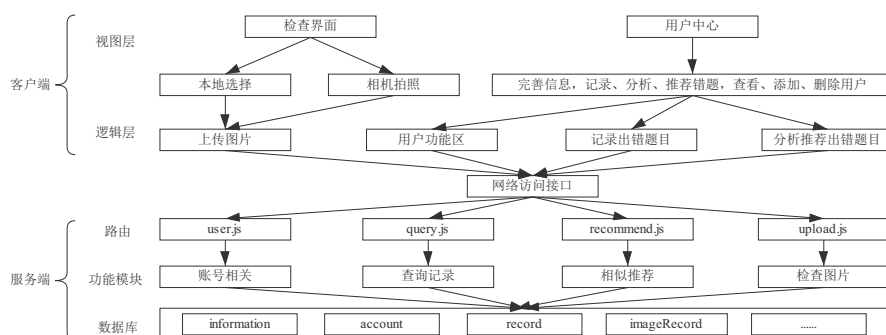 检查界面
用户中心
视图层
客户端
本地选择
相机拍照
完善信息，记录、分析、推荐错题，查看、添加、删除用户
逻辑层
上传图片
用户功能区
记录出错题目
分析推荐出错题目
网络访问接口
路由
user.js
query.js
recommend.js
upload.js
服务端
功能模块
账号相关
查询记录
相似推荐
检查图片
数据库
information
account
record
imageRecord
......